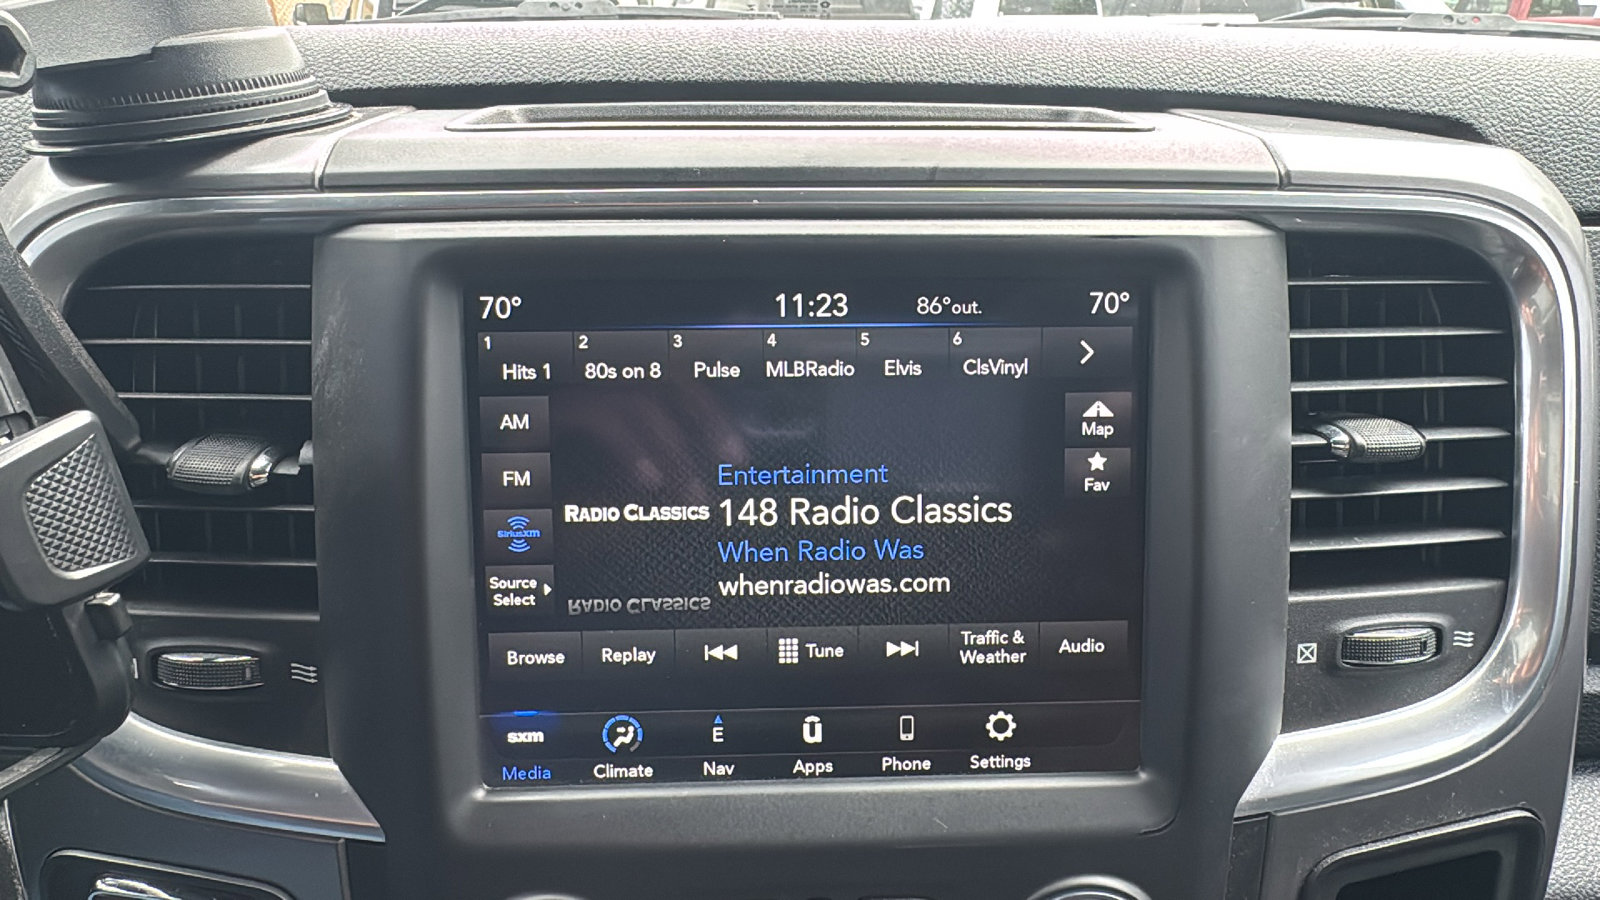 70° 11:23 86°out. 70°
1 2 3 4 5 6
Hits 1 80s on 8 Pulse MLBRadio Elvis ClsVinyl
AM
Map
FM
Fav
Entertainment
RADIO CLASSICS 148 Radio Classics
SiriusXM
When Radio Was
whenradiowas.com
Source
Select
RADIO CLASSICS
Browse Replay Tune Traffic & Weather Audio
sxm E
Media Climate Nav Apps Phone Settings